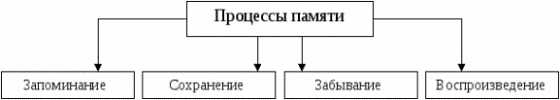 Процессы памяти
Запоминание
Сохранение
Забывание
Воспроизведение